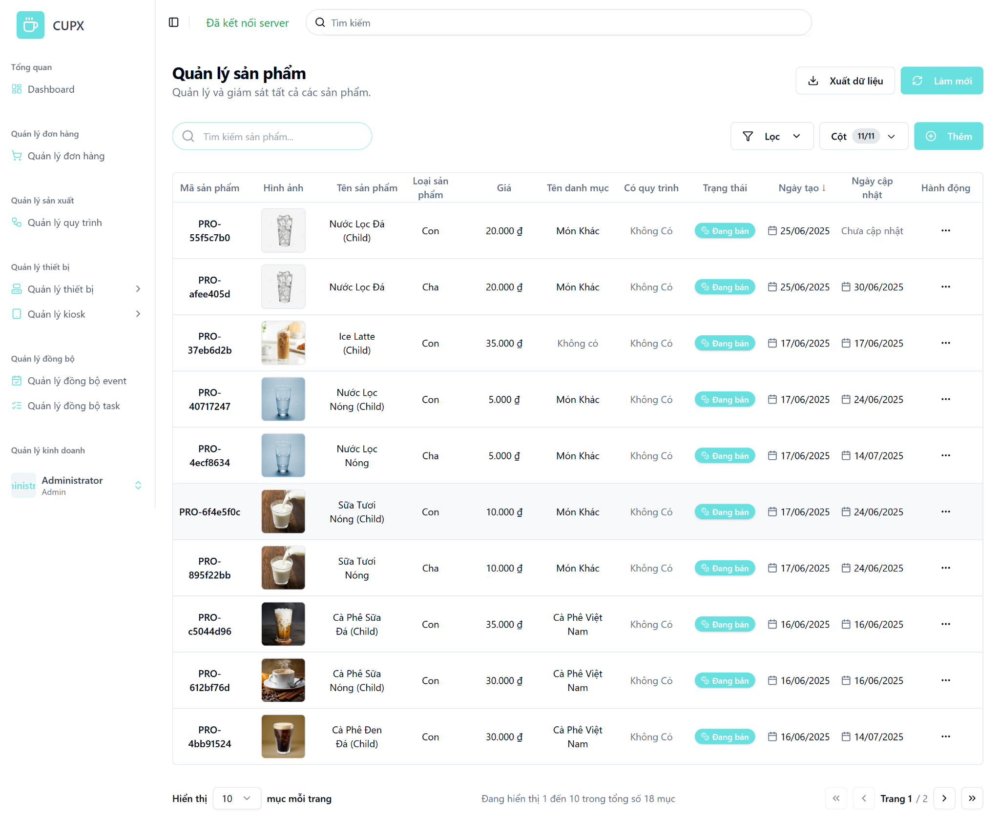 CUPX
Đã kết nối server
Tìm kiếm
Tổng quan
Dashboard
Quản lý đơn hàng
Quản lý đơn hàng
Quản lý sản xuất
Quản lý quy trình
Quản lý thiết bị
Quản lý thiết bị
Quản lý kiosk
Quản lý đồng bộ
Quản lý đồng bộ event
Quản lý đồng bộ task
Quản lý kinh doanh
inistr
Administrator
Admin
Quản lý sản phẩm
Quản lý và giám sát tất cả các sản phẩm.
Xuất dữ liệu
Làm mới
Tìm kiếm sản phẩm...
Lọc
Cột 11/11
Thêm
Mã sản phẩm Hình ảnh Tên sản phẩm Loại sản phẩm Giá Tên danh mục Có quy trình Trạng thái Ngày tạo ↓ Ngày cập nhật Hành động
PRO-55f5c7b0 Nước Lọc Đá (Child) Con 20.000 ₫ Món Khác Không Có Đang bán 25/06/2025 Chưa cập nhật ...
PRO-afee405d Nước Lọc Đá Cha 20.000 ₫ Món Khác Không Có Đang bán 25/06/2025 30/06/2025 ...
PRO-37eb6d2b Ice Latte (Child) Con 35.000 ₫ Không có Không Có Đang bán 17/06/2025 17/06/2025 ...
PRO-40717247 Nước Lọc Nóng (Child) Con 5.000 ₫ Món Khác Không Có Đang bán 17/06/2025 24/06/2025 ...
PRO-4ecf8634 Nước Lọc Nóng Cha 5.000 ₫ Món Khác Không Có Đang bán 17/06/2025 14/07/2025 ...
PRO-6f4e5f0c Sữa Tươi Nóng (Child) Con 10.000 ₫ Món Khác Không Có Đang bán 17/06/2025 24/06/2025 ...
PRO-895f22bb Sữa Tươi Nóng Cha 10.000 ₫ Món Khác Không Có Đang bán 17/06/2025 24/06/2025 ...
PRO-c5044d96 Cà Phê Sữa Đá (Child) Con 35.000 ₫ Cà Phê Việt Nam Không Có Đang bán 16/06/2025 16/06/2025 ...
PRO-612bf76d Cà Phê Sữa Nóng (Child) Con 30.000 ₫ Cà Phê Việt Nam Không Có Đang bán 16/06/2025 16/06/2025 ...
PRO-4bb91524 Cà Phê Đen Đá (Child) Con 30.000 ₫ Cà Phê Việt Nam Không Có Đang bán 16/06/2025 14/07/2025 ...
Hiển thị 10 mục mỗi trang
Đang hiển thị 1 đến 10 trong tổng số 18 mục
Trang 1 / 2